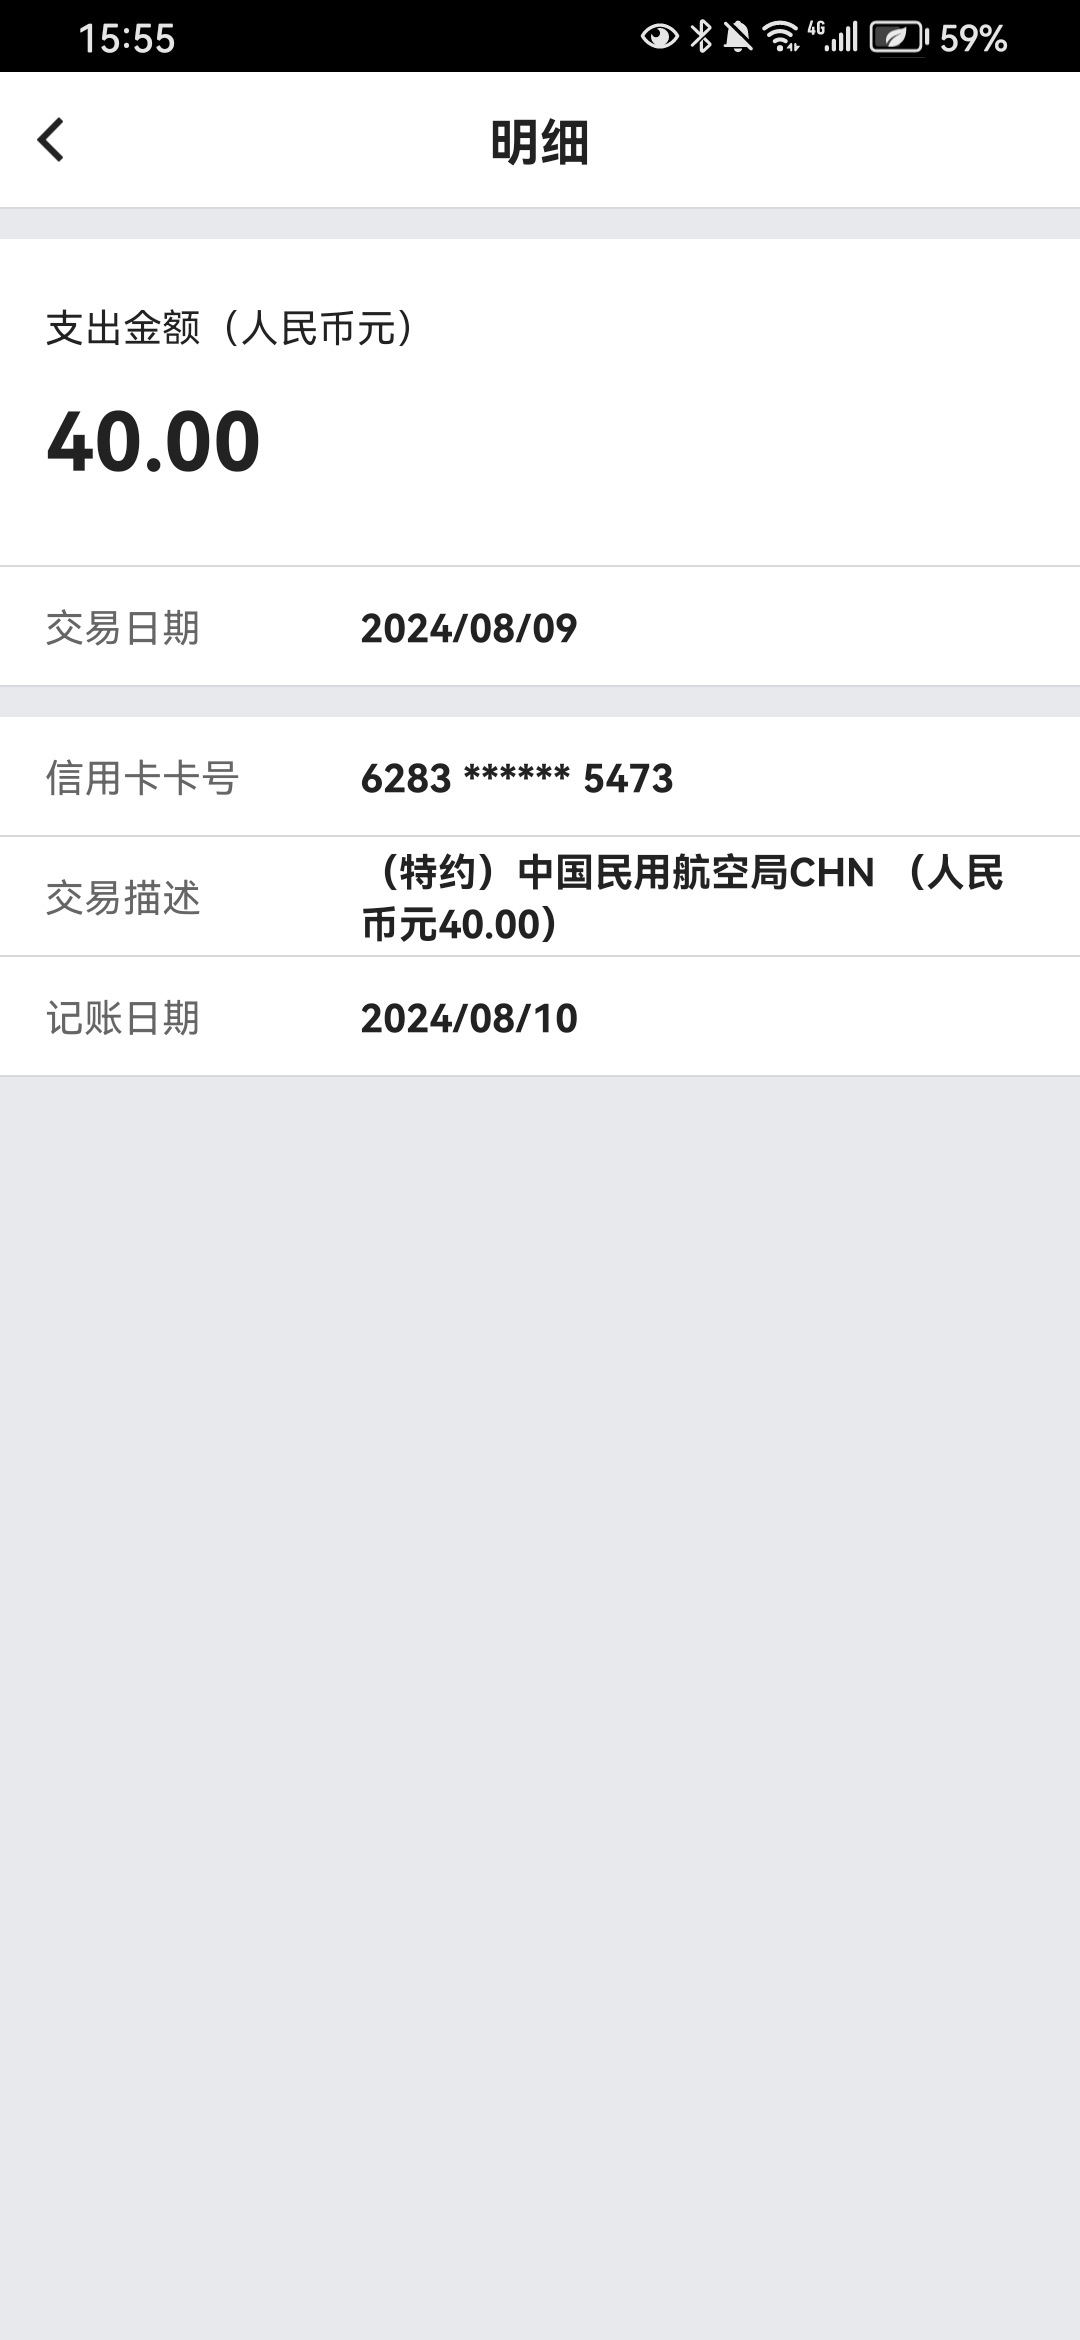 15:55
4G
59%
明细
支出金额（人民币元）
40.00
交易日期 2024/08/09
信用卡卡号 6283 ****** 5473
交易描述 （特约）中国民用航空局CHN （人民
币元40.00）
记账日期 2024/08/10